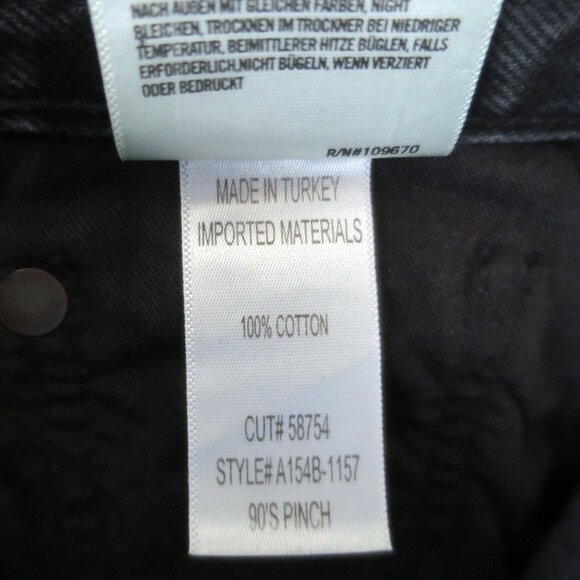 NACH AUßEN MIT GLEICHEN FARBEN, NIGHT
BLEICHEN, TROCKNEN IM TROCKNER BEI NIEDRIGER
TEMPERATUR. BEIMITTLERER HITZE BÜGLEN, FALLS
ERFORDERLICH.NICHT BÜGELN, WENN VERZIERT
ODER BEDRUCKT
R/N#109670
MADE IN TURKEY
IMPORTED MATERIALS
100% COTTON
CUT# 58754
STYLE# A154B-1157
90'S PINCH